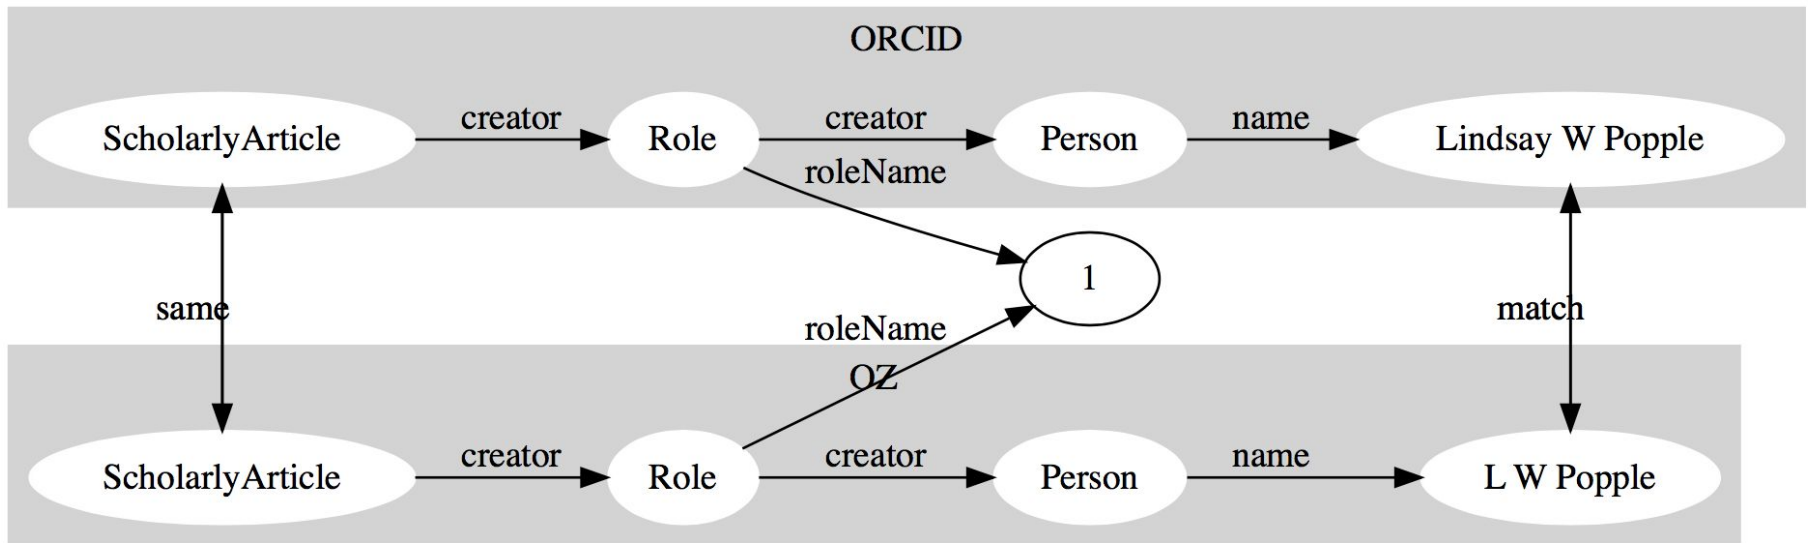 ORCID
ScholarlyArticle creator Role creator Person name Lindsay W Popple
roleName
1
same roleName match
OZ
ScholarlyArticle creator Role creator Person name L W Popple